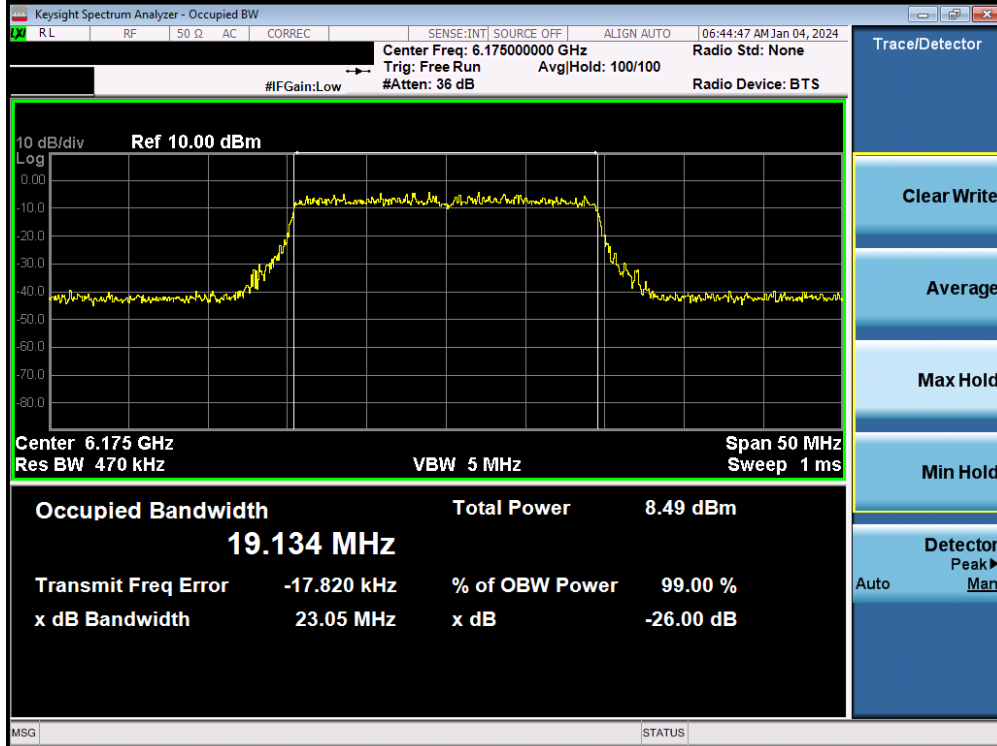 Keysight Spectrum Analyzer - Occupied BW
LXI RL RF 50 Ω AC CORREC SENSE:INT SOURCE OFF ALIGN AUTO 06:44:47 AM Jan 04, 2024
Center Freq: 6.175000000 GHz Radio Std: None
Trig: Free Run Avg|Hold: 100/100
#IFGain:Low #Atten: 36 dB Radio Device: BTS
10 dB/div Ref 10.00 dBm
Log
0.00
-10.0
-20.0
-30.0
-40.0
-50.0
-60.0
-70.0
-80.0
Center 6.175 GHz Span 50 MHz
Res BW 470 kHz VBW 5 MHz Sweep 1 ms
Occupied Bandwidth Total Power 8.49 dBm
19.134 MHz
Transmit Freq Error -17.820 kHz % of OBW Power 99.00 %
x dB Bandwidth 23.05 MHz x dB -26.00 dB
MSG STATUS
Trace/Detector
Clear Write
Average
Max Hold
Min Hold
Detector
Peak▶
Auto Man